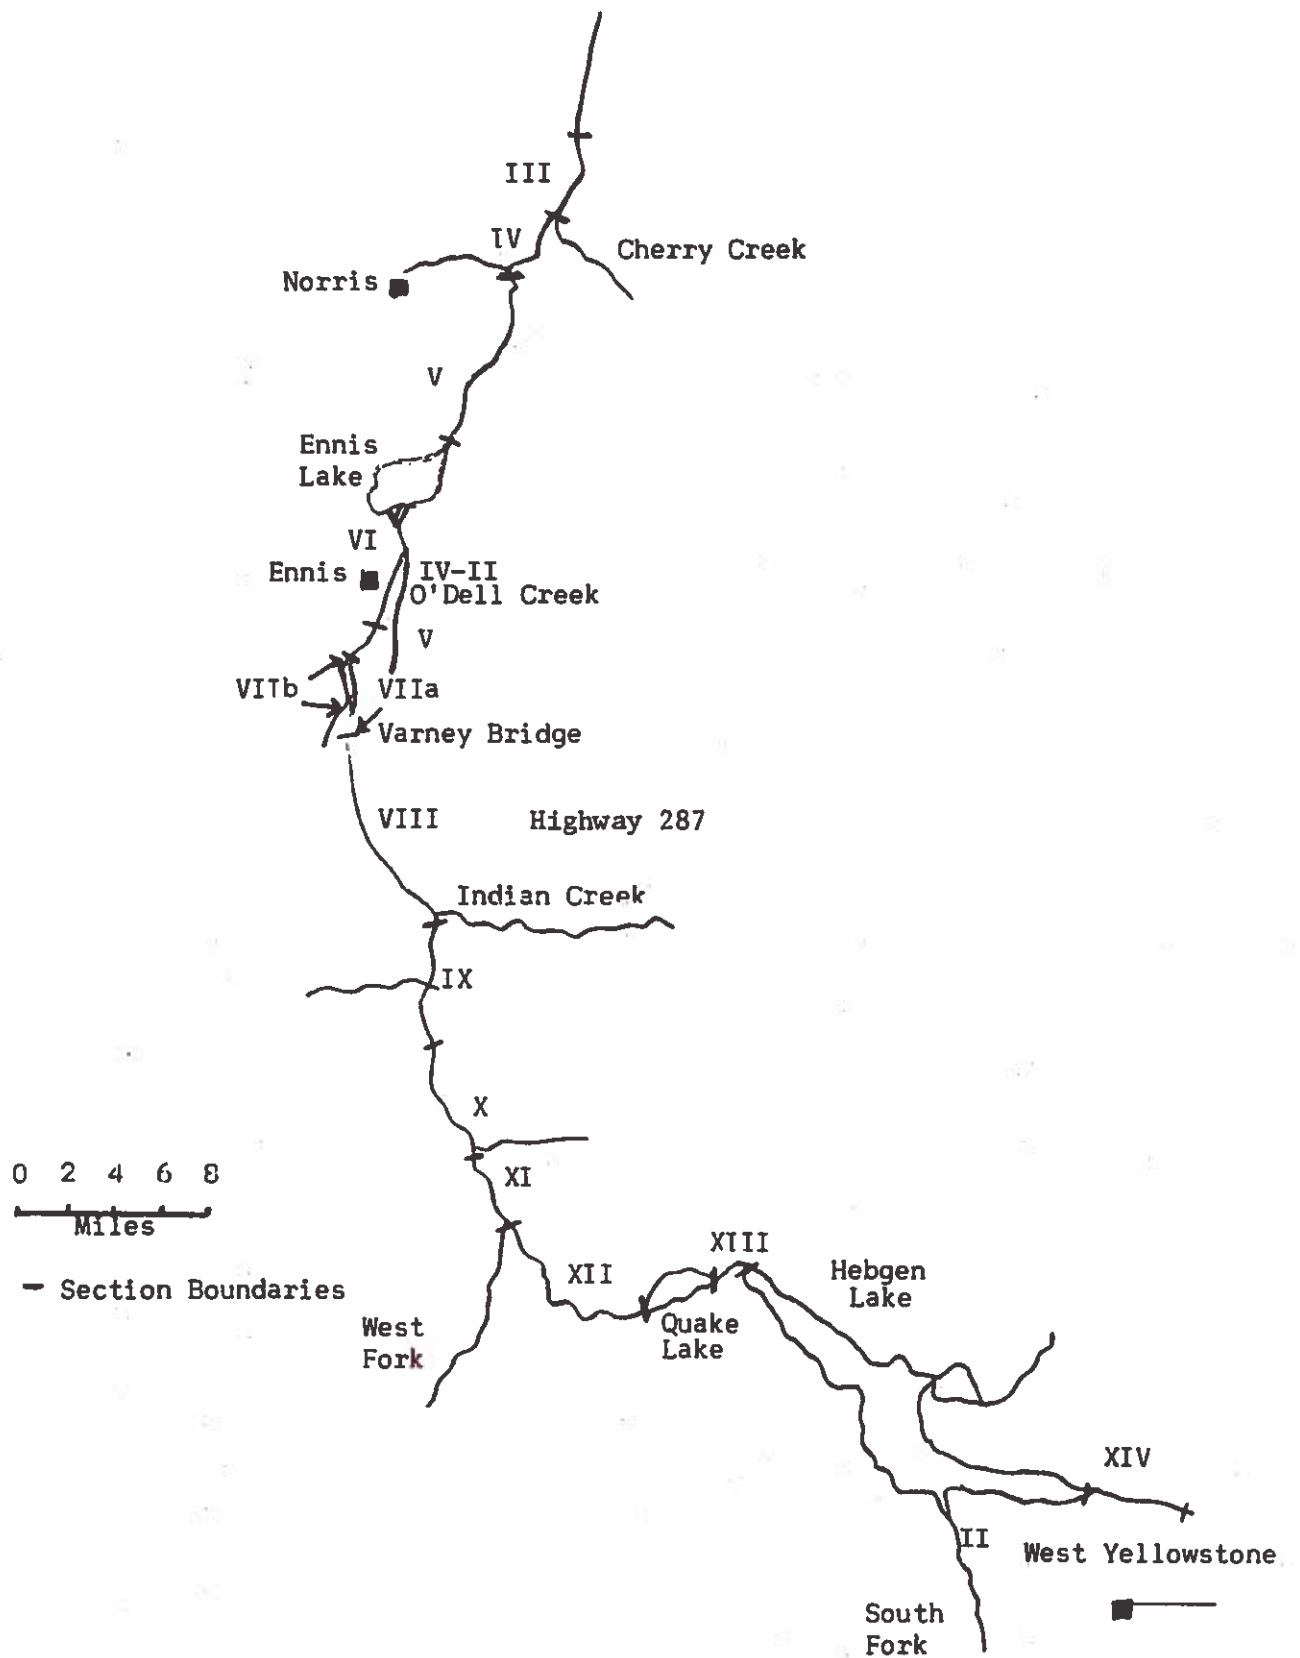 III
IV
Cherry Creek
Norris
V
Ennis
Lake
VI
Ennis
IV-II
O'Dell Creek
V
VIIb
VIIa
Varney Bridge
VIII
Highway 287
Indian Creek
IX
X
0 2 4 6 8
Miles
XI
Section Boundaries
XII
XIII
Hebgen
Lake
Quake
Lake
West
Fork
XIV
II
West Yellowstone
South
Fork